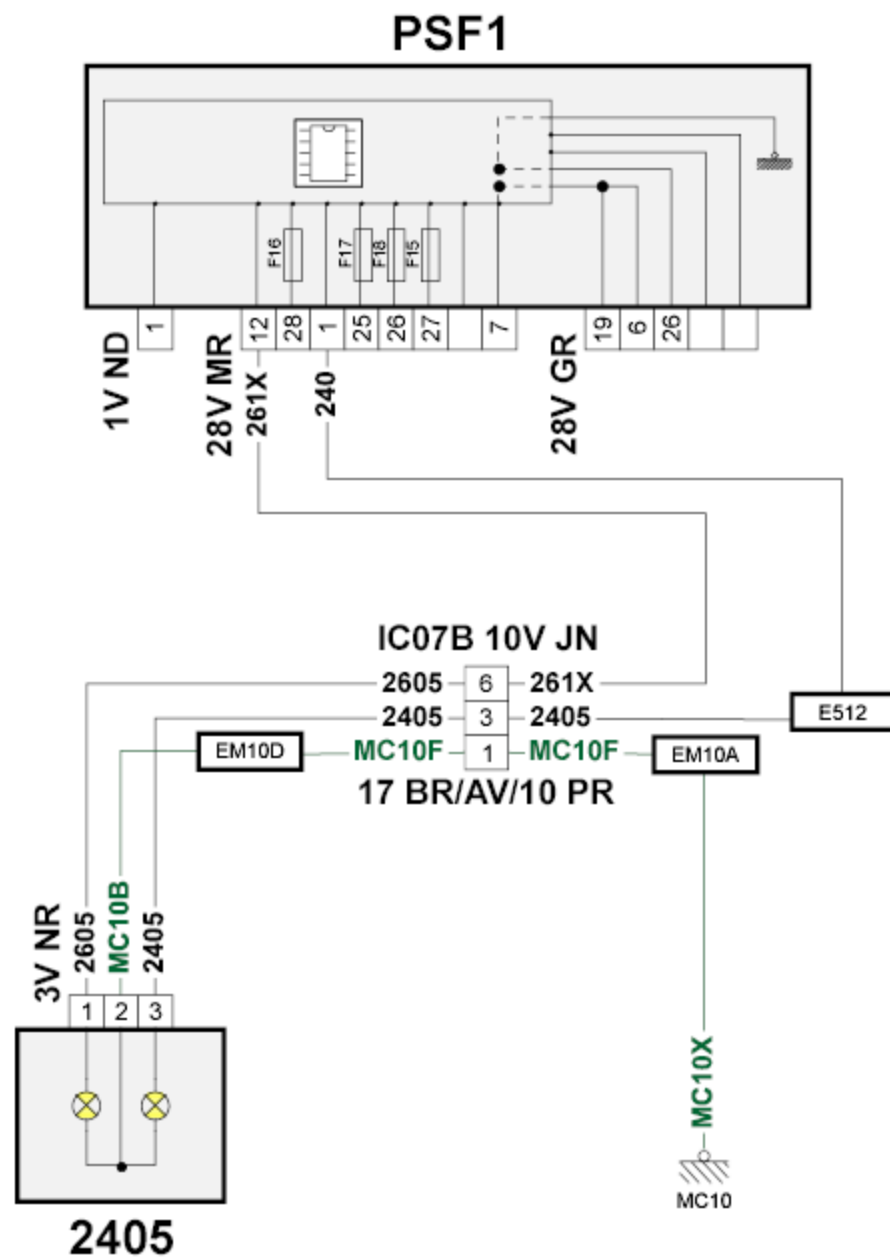 PSF1
F16
F17
F18
F15
1V ND
1
28V MR
12
28
1
25
26
27
7
28V GR
19
6
26
261X
240
IC07B 10V JN
2605 6 261X
2405 3 2405
E512
EM10D MC10F 1 MC10F EM10A
17 BR/AV/10 PR
3V NR
2605
MC10B
2405
1 2 3
MC10X
MC10
2405